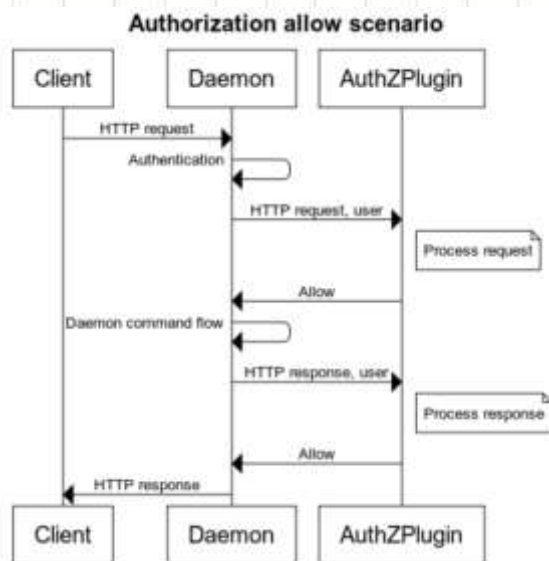 Authorization allow scenario
Client
Daemon
AuthZPlugin
HTTP request
Authentication
HTTP request, user
Process request
Allow
Daemon command flow
HTTP response, user
Process response
Allow
HTTP response
Client
Daemon
AuthZPlugin